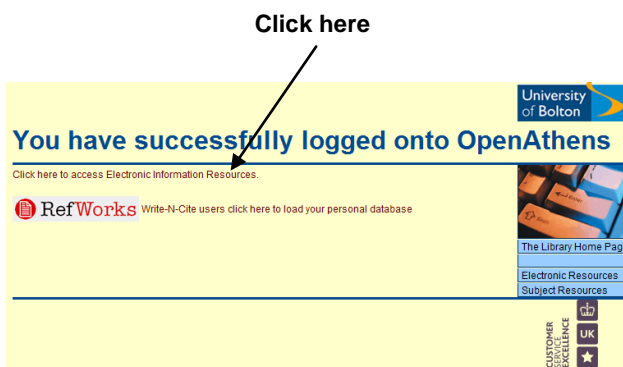 Click here
University
of Bolton
You have successfully logged onto OpenAthens
Click here to access Electronic Information Resources.
RefWorks Write-N-Cite users click here to load your personal database
The Library Home Pag
Electronic Resources
Subject Resources
CUSTOMER
SERVICE
EXCELLENCE
UK